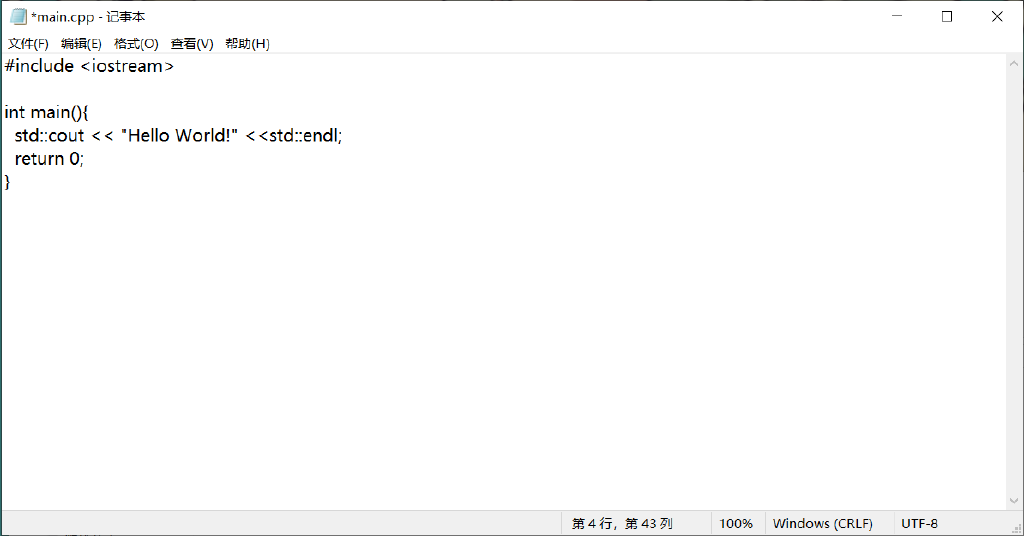 *main.cpp - 记事本
文件(F) 编辑(E) 格式(O) 查看(V) 帮助(H)
#include <iostream>
int main(){
  std::cout << "Hello World!" <<std::endl;
  return 0;
}
第 4 行，第 43 列 100% Windows (CRLF) UTF-8